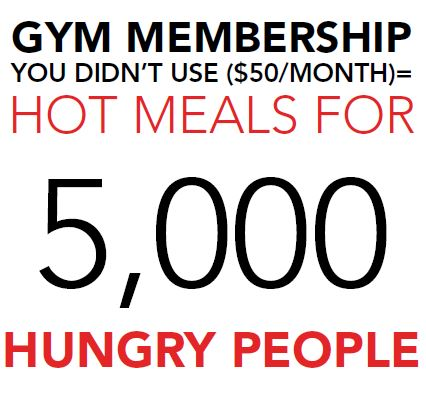 GYM MEMBERSHIP
YOU DIDN'T USE ($50/MONTH)=
HOT MEALS FOR
5,000
HUNGRY PEOPLE